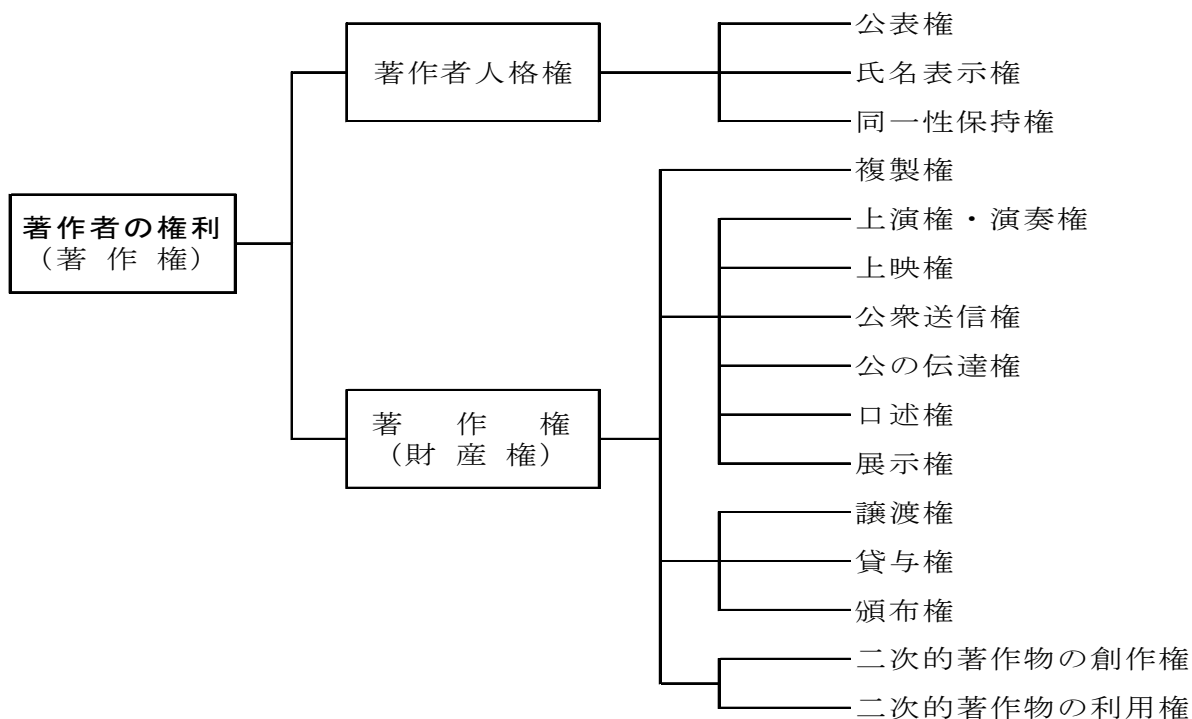 著作者の権利
（著 作 権）
著作者人格権
公表権
氏名表示権
同一性保持権
著 作 権
（財 産 権）
複製権
上演権・演奏権
上映権
公衆送信権
公の伝達権
口述権
展示権
譲渡権
貸与権
頒布権
二次的著作物の創作権
二次的著作物の利用権